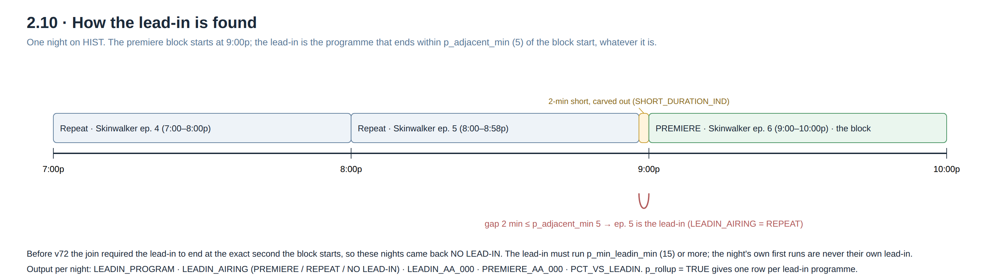 2.10 · How the lead-in is found
One night on HIST. The premiere block starts at 9:00p; the lead-in is the programme that ends within p_adjacent_min (5) of the block start, whatever it is.
2-min short, carved out (SHORT_DURATION_IND)
Repeat · Skinwalker ep. 4 (7:00–8:00p)
Repeat · Skinwalker ep. 5 (8:00–8:58p)
PREMIERE · Skinwalker ep. 6 (9:00–10:00p) · the block
7:00p
8:00p
9:00p
10:00p
gap 2 min ≤ p_adjacent_min 5 → ep. 5 is the lead-in (LEADIN_AIRING = REPEAT)
Before v72 the join required the lead-in to end at the exact second the block starts, so these nights came back NO LEAD-IN. The lead-in must run p_min_leadin_min (15) or more; the night's own first runs are never their own lead-in.
Output per night: LEADIN_PROGRAM · LEADIN_AIRING (PREMIERE / REPEAT / NO LEAD-IN) · LEADIN_AA_000 · PREMIERE_AA_000 · PCT_VS_LEADIN. p_rollup = TRUE gives one row per lead-in programme.